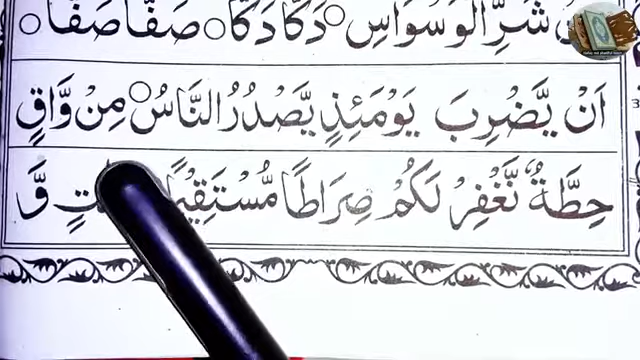 شَرِّ الْوَسْوَاسِ ○ دَكًّا دَكًّا ○ صَفًّا صَفًّا ○
اَنْ يَّضْرِبَ يَوْمَئِذٍ يَّصْدُرُ النَّاسُ ○ مِنْ وَّاقٍ
حِطَّةٌ نَّغْفِرْ لَكُمْ صِرَاطًا مُّسْتَقِيْمًا وَّ